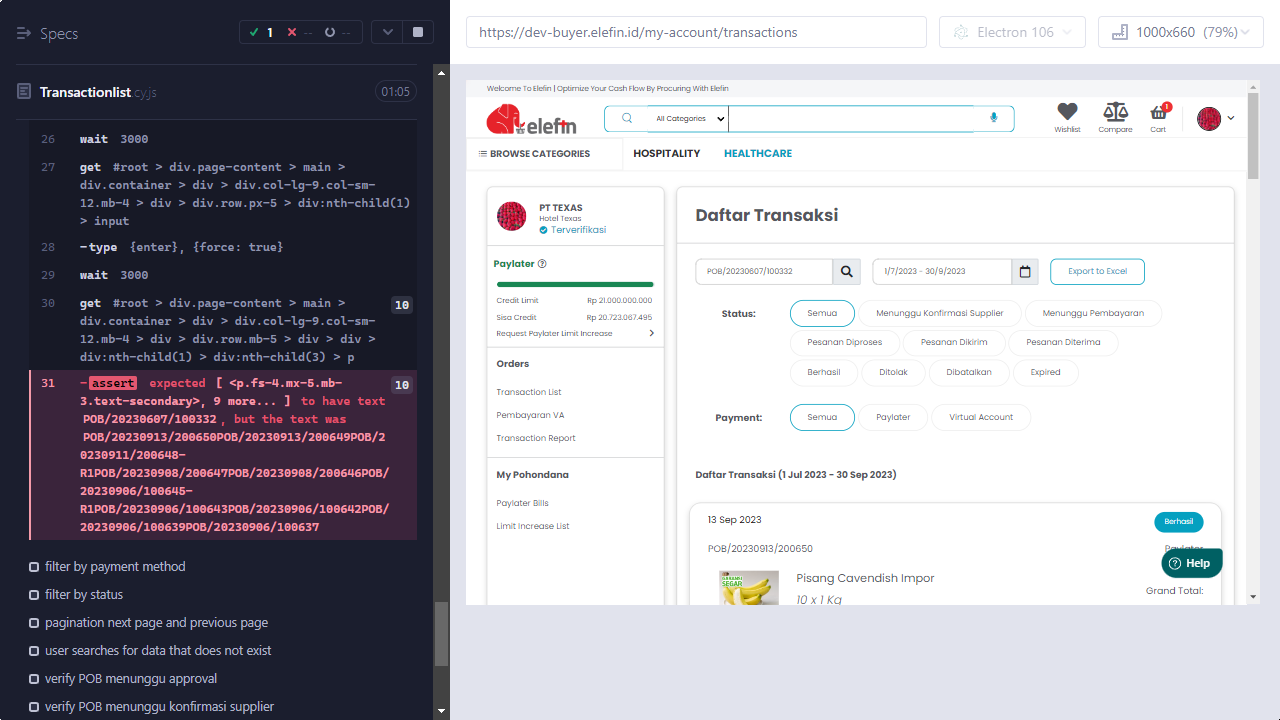 Specs
1
--
--
Transactionlist.cy.js
01:05
26 wait 3000
27 get #root > div.page-content > main >
div.container > div > div.col-lg-9.col-sm-
12.mb-4 > div > div.row.px-5 > div:nth-child(1)
> input
28 -type {enter}, {force: true}
29 wait 3000
30 get #root > div.page-content > main > 10
div.container > div > div.col-lg-9.col-sm-
12.mb-4 > div > div.row.mb-5 > div > div >
div:nth-child(1) > div:nth-child(3) > p
31 -assert expected [ <p.fs-4.mx-5.mb- 10
3.text-secondary>, 9 more... ] to have text
POB/20230607/100332, but the text was
POB/20230913/200650POB/20230913/200649POB/2
0230911/200648-
R1POB/20230908/200647POB/20230908/200646POB/
20230906/100645-
R1POB/20230906/100643POB/20230906/100642POB/
20230906/100639POB/20230906/100637
filter by payment method
filter by status
pagination next page and previous page
user searches for data that does not exist
verify POB menunggu approval
verify POB menunggu konfirmasi supplier
https://dev-buyer.elefin.id/my-account/transactions
Electron 106
1000x660 (79%)
Welcome To Elefin | Optimize Your Cash Flow By Procuring With Elefin
elefin
All Categories
Wishlist
Compare
1
Cart
BROWSE CATEGORIES
HOSPITALITY
HEALTHCARE
PT TEXAS
Hotel Texas
Terverifikasi
Paylater
Credit Limit Rp 21.000.000.000
Sisa Credit Rp 20.723.067.495
Request Paylater Limit Increase
Orders
Transaction List
Pembayaran VA
Transaction Report
My Pohondana
Paylater Bills
Limit Increase List
Daftar Transaksi
POB/20230607/100332
1/7/2023 - 30/9/2023
Export to Excel
Status: Semua Menunggu Konfirmasi Supplier Menunggu Pembayaran
Pesanan Diproses Pesanan Dikirim Pesanan Diterima
Berhasil Ditolak Dibatalkan Expired
Payment: Semua Paylater Virtual Account
Daftar Transaksi (1 Jul 2023 - 30 Sep 2023)
13 Sep 2023 Berhasil
POB/20230913/200650 Paylater
GARANSI
SEGAR
Pisang Cavendish Impor
10 x 1 Kg
Help
Grand Total: